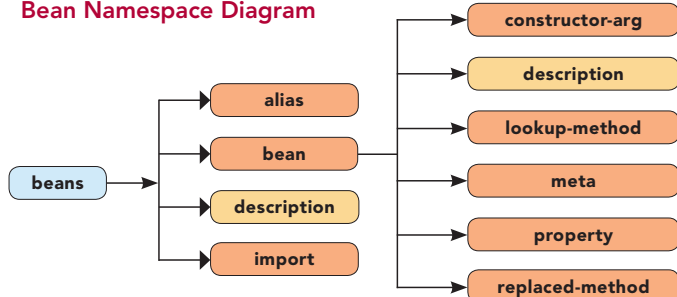 Bean Namespace Diagram
beans
alias
bean
description
import
constructor-arg
description
lookup-method
meta
property
replaced-method